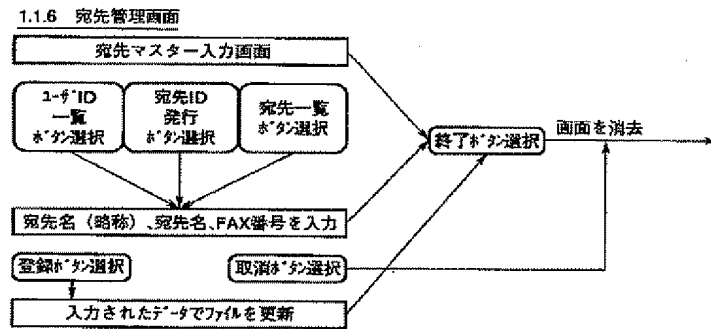 1.1.6 宛先管理画面
宛先マスター入力画面
ﾕｰｻﾞID
一覧
ﾎﾞﾀﾝ選択
宛先ID
発行
ﾎﾞﾀﾝ選択
宛先一覧
ﾎﾞﾀﾝ選択
終了ﾎﾞﾀﾝ選択
画面を消去
宛先名（略称）､宛先名､FAX番号を入力
登録ﾎﾞﾀﾝ選択
取消ﾎﾞﾀﾝ選択
入力されたﾃﾞｰﾀでﾌｧｲﾙを更新